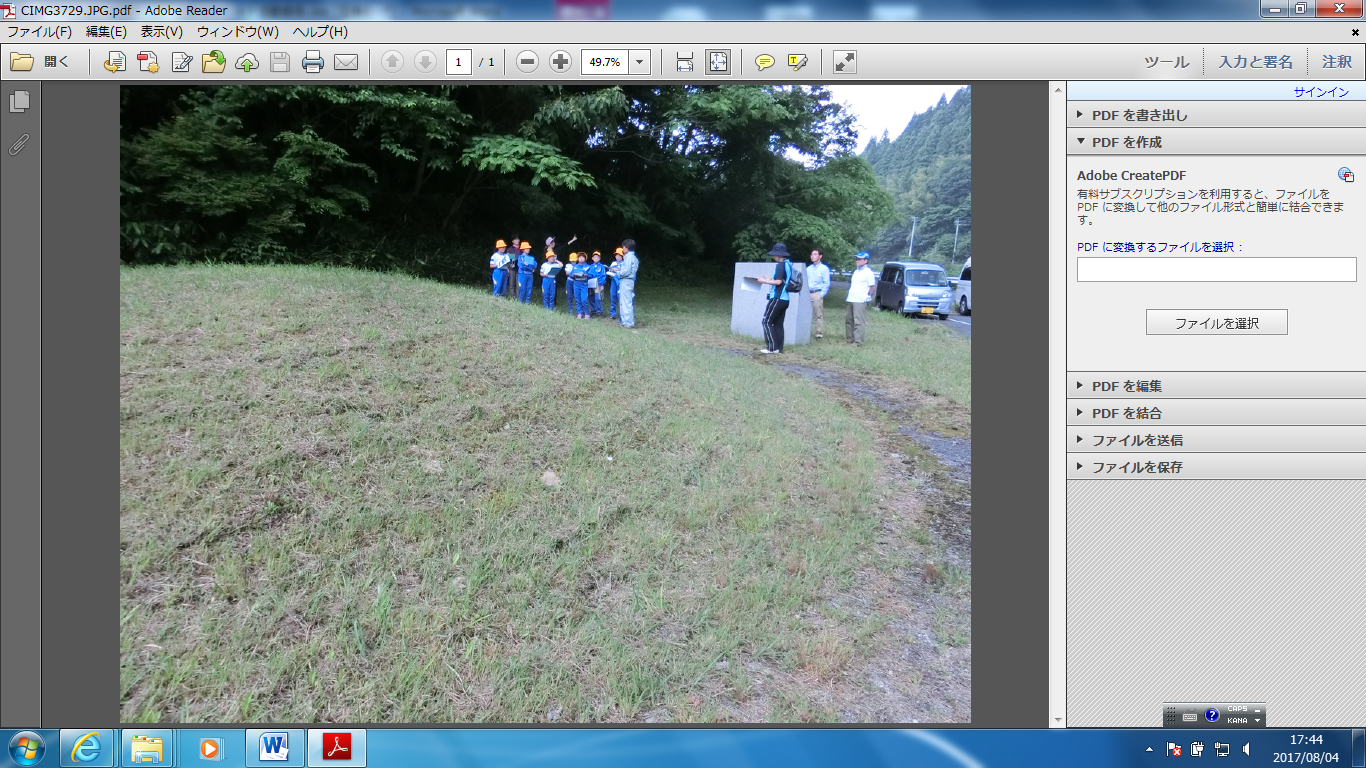 CIMG3729.JPG.pdf - Adobe Reader
ファイル(F) 編集(E) 表示(V) ウィンドウ(W) ヘルプ(H)
開く 1 / 1 49.7% ツール 入力と署名 注釈
サインイン
PDF を書き出し
PDF を作成
Adobe CreatePDF
有料サブスクリプションを利用すると、ファイルを
PDF に変換して他のファイル形式と簡単に結合できま
す。
PDF に変換するファイルを選択：
ファイルを選択
PDF を編集
PDF を結合
ファイルを送信
ファイルを保存
CAPS
KANA
17:44
2017/08/04